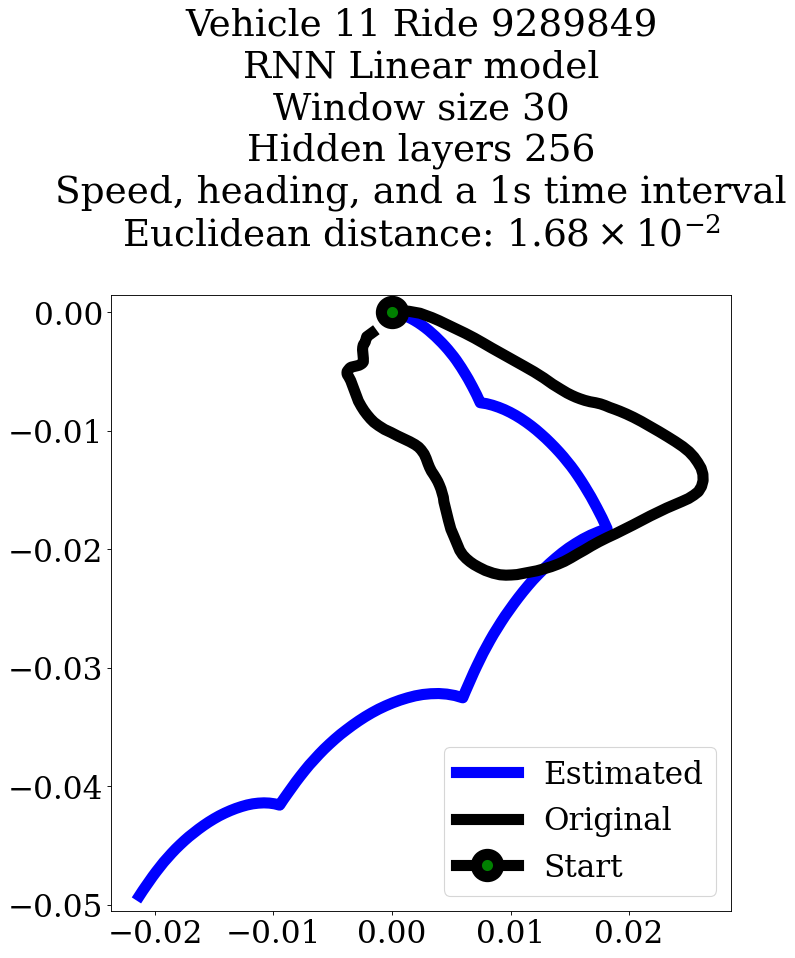 Vehicle 11 Ride 9289849
RNN Linear model
Window size 30
Hidden layers 256
Speed, heading, and a 1s time interval
Euclidean distance: 1.68 × 10⁻²
0.00
−0.01
−0.02
−0.03
−0.04
−0.05
−0.02 −0.01 0.00 0.01 0.02
Estimated
Original
Start